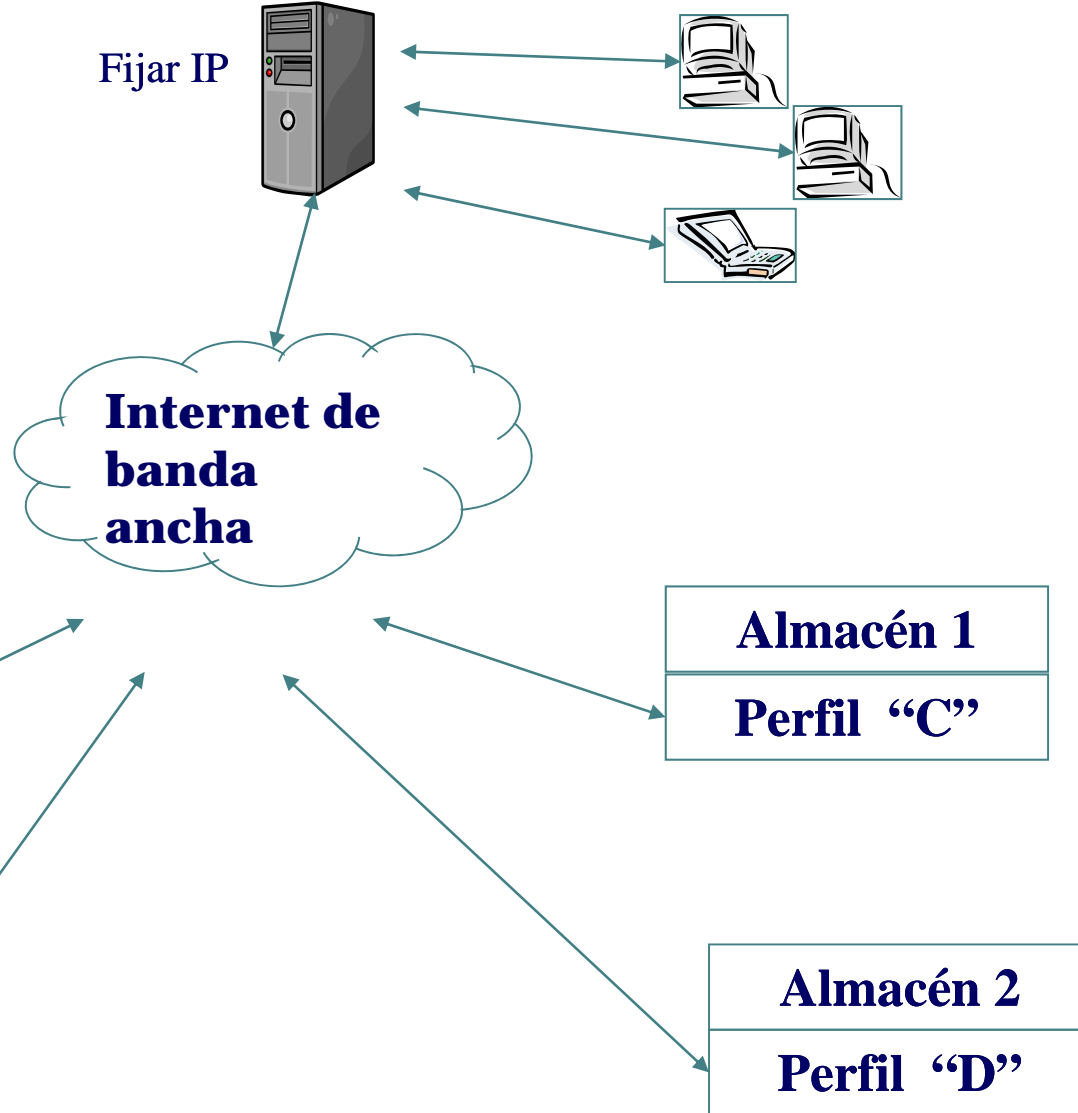 Fijar IP
Internet de
banda
ancha
Almacén 1
Perfil “C”
Almacén 2
Perfil “D”